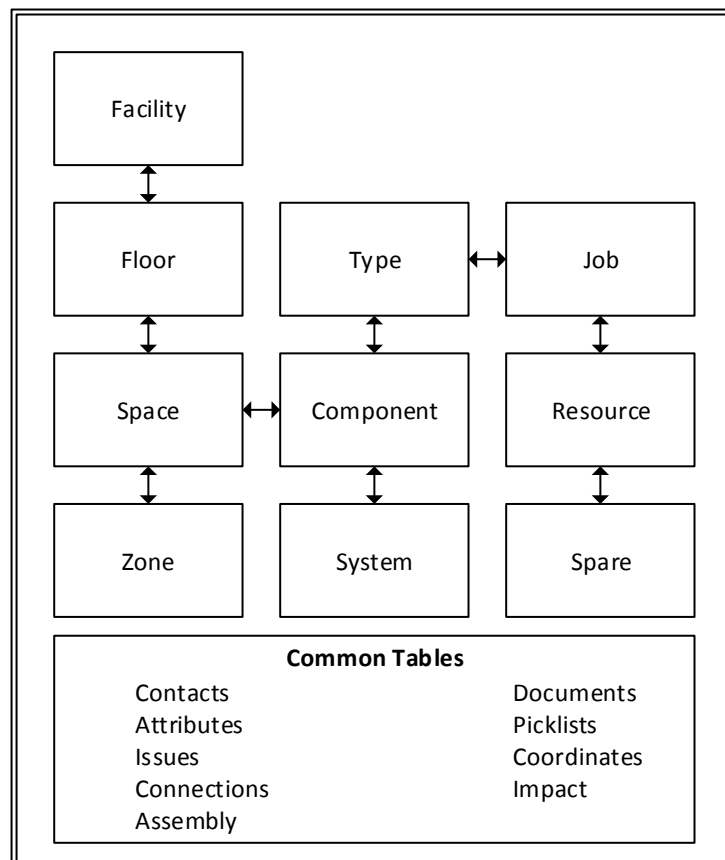 Facility
Floor
Type
Job
Space
Component
Resource
Zone
System
Spare
Common Tables
Contacts
Documents
Attributes
Picklists
Issues
Coordinates
Connections
Impact
Assembly